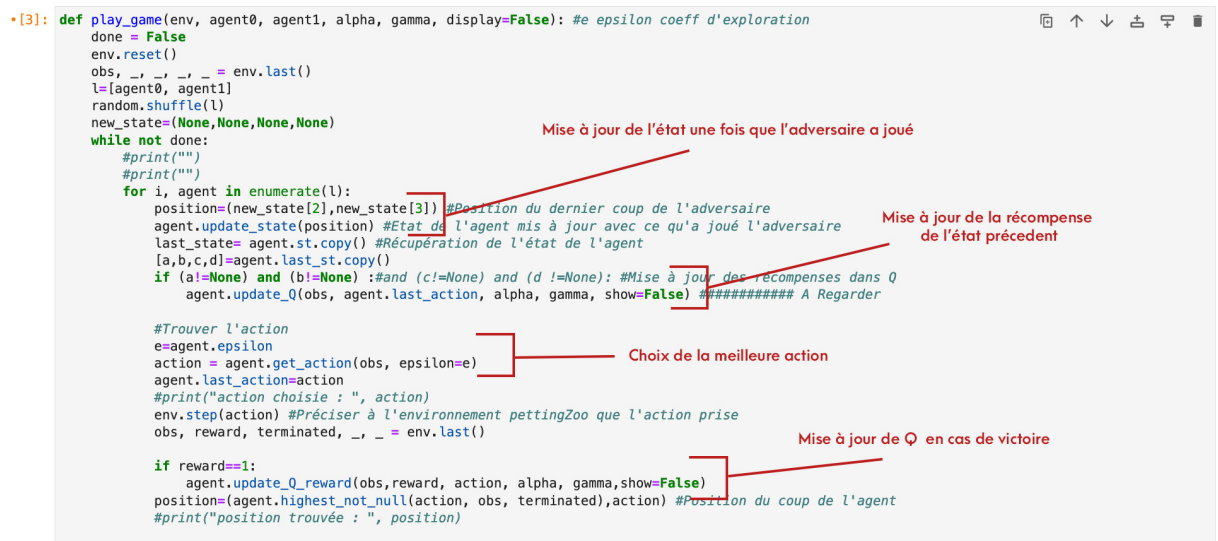 •[3]: def play_game(env, agent0, agent1, alpha, gamma, display=False): #e epsilon coeff d'exploration
done = False
env.reset()
obs, _, _, _, _ = env.last()
l=[agent0, agent1]
random.shuffle(l)
new_state=(None,None,None,None)
Mise à jour de l'état une fois que l'adversaire a joué
while not done:
#print("")
#print("")
for i, agent in enumerate(l):
position=(new_state[2],new_state[3]) #Position du dernier coup de l'adversaire
Mise à jour de la récompense
de l'état précedent
agent.update_state(position) #Etat de l'agent mis à jour avec ce qu'a joué l'adversaire
last_state= agent.st.copy() #Récupération de l'état de l'agent
[a,b,c,d]=agent.last_st.copy()
if (a!=None) and (b!=None) :#and (c!=None) and (d !=None): #Mise à jour des récompenses dans Q
agent.update_Q(obs, agent.last_action, alpha, gamma, show=False) ############ A Regarder
#Trouver l'action
e=agent.epsilon
Choix de la meilleure action
action = agent.get_action(obs, epsilon=e)
agent.last_action=action
#print("action choisie : ", action)
env.step(action) #Préciser à l'environnement pettingZoo que l'action prise
obs, reward, terminated, _, _ = env.last()
Mise à jour de Q en cas de victoire
if reward==1:
agent.update_Q_reward(obs,reward, action, alpha, gamma,show=False)
position=(agent.highest_not_null(action, obs, terminated),action) #Position du coup de l'agent
#print("position trouvée : ", position)